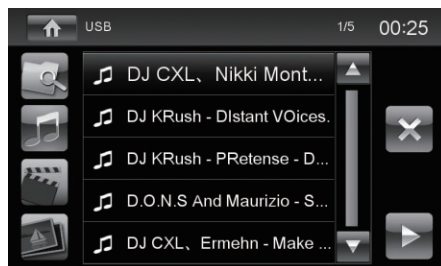 USB 1/5 00:25
DJ CXL、Nikki Mont...
DJ KRush - DIstant VOices.
DJ KRush - PRetense - D...
D.O.N.S And Maurizio - S...
DJ CXL、Ermehn - Make ...